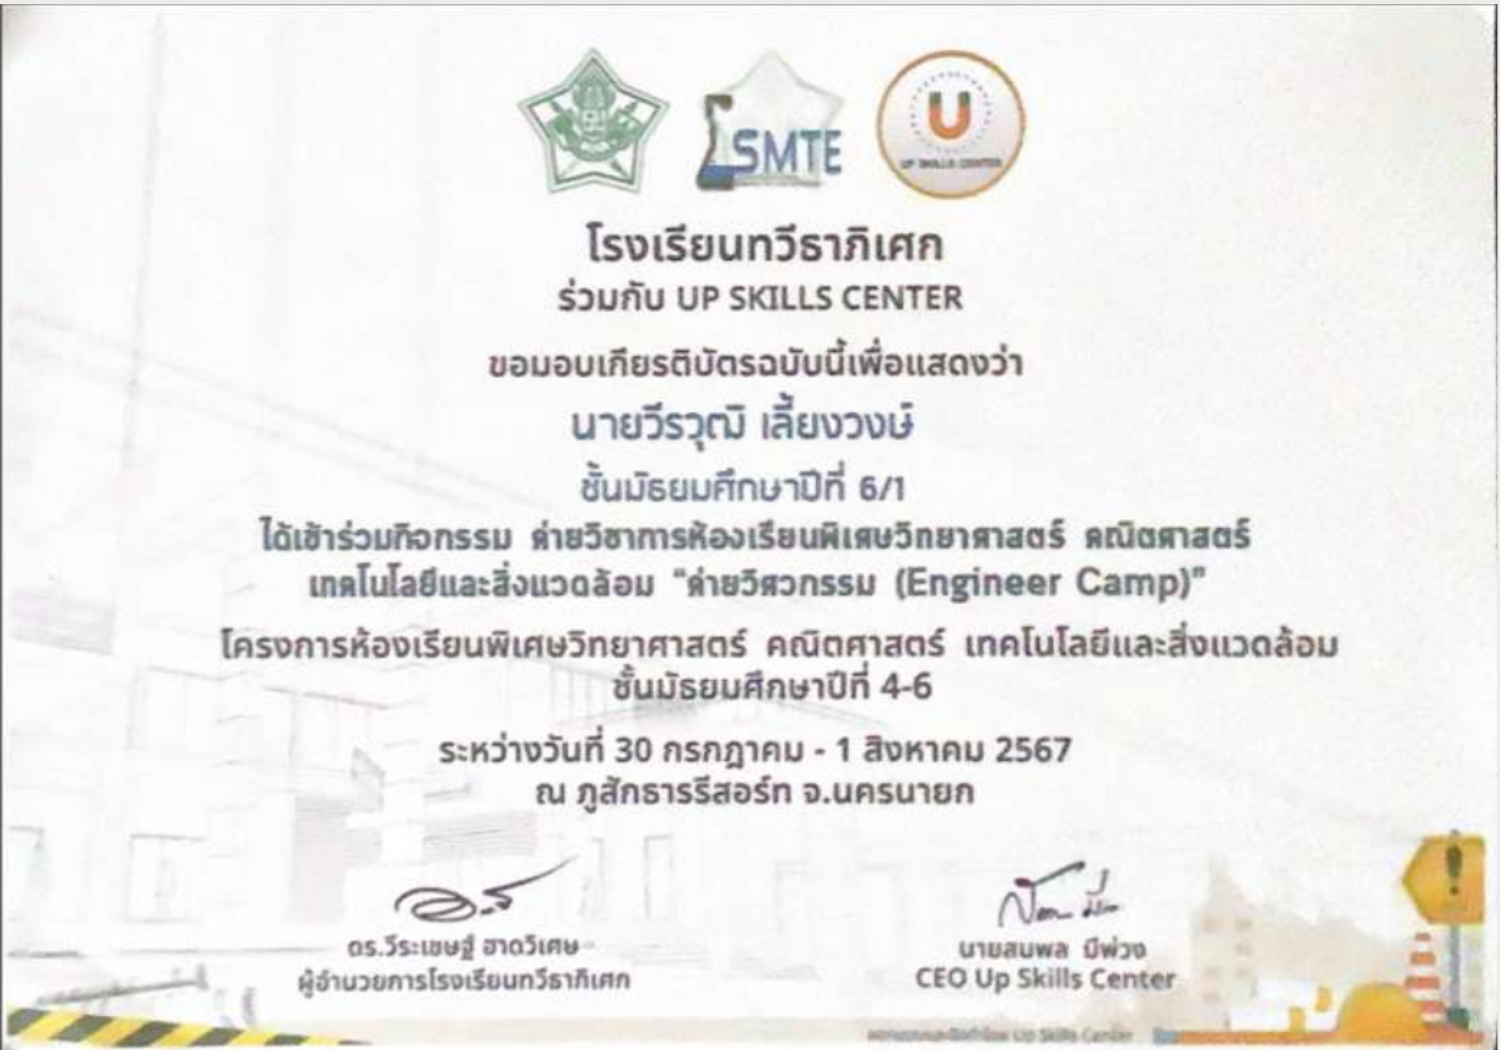 SMTE
U
UP SKILLS CENTER
โรงเรียนทวีธาภิเศก
ร่วมกับ UP SKILLS CENTER
ขอมอบเกียรติบัตรฉบับนี้เพื่อแสดงว่า
นายวีรวุฒิ เลี้ยงวงษ์
ชั้นมัธยมศึกษาปีที่ 6/1
ได้เข้าร่วมกิจกรรม ค่ายวิชาการห้องเรียนพิเศษวิทยาศาสตร์ คณิตศาสตร์
เทคโนโลยีและสิ่งแวดล้อม "ค่ายวิศวกรรม (Engineer Camp)"
โครงการห้องเรียนพิเศษวิทยาศาสตร์ คณิตศาสตร์ เทคโนโลยีและสิ่งแวดล้อม
ชั้นมัธยมศึกษาปีที่ 4-6
ระหว่างวันที่ 30 กรกฎาคม - 1 สิงหาคม 2567
ณ ภูสักธารรีสอร์ท จ.นครนายก
ดร.วีระเชษฐ์ ฮาดวิเศษ
ผู้อำนวยการโรงเรียนทวีธาภิเศก
นายสมพล มีพ่วง
CEO Up Skills Center
Up Skills Center